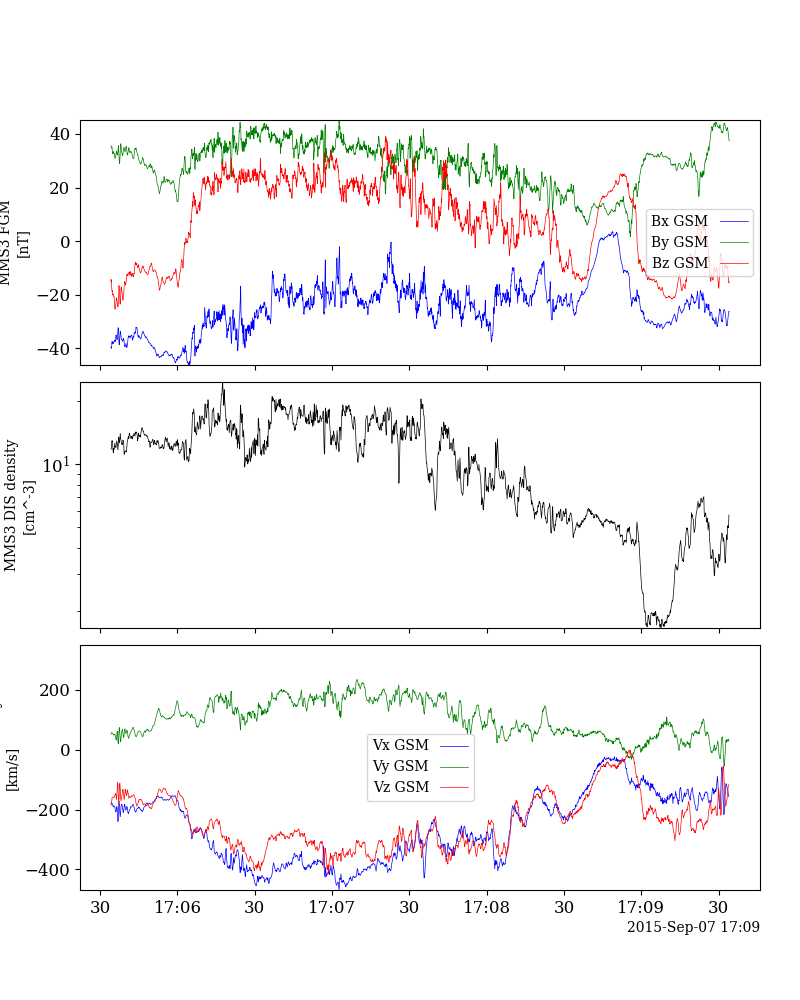 40
20
0
−20
−40
MMS3 FGM
[nT]
Bx GSM
By GSM
Bz GSM
10^1
MMS3 DIS density
[cm^-3]
200
0
−200
−400
[km/s]
Vx GSM
Vy GSM
Vz GSM
30 17:06 30 17:07 30 17:08 30 17:09 30
2015-Sep-07 17:09